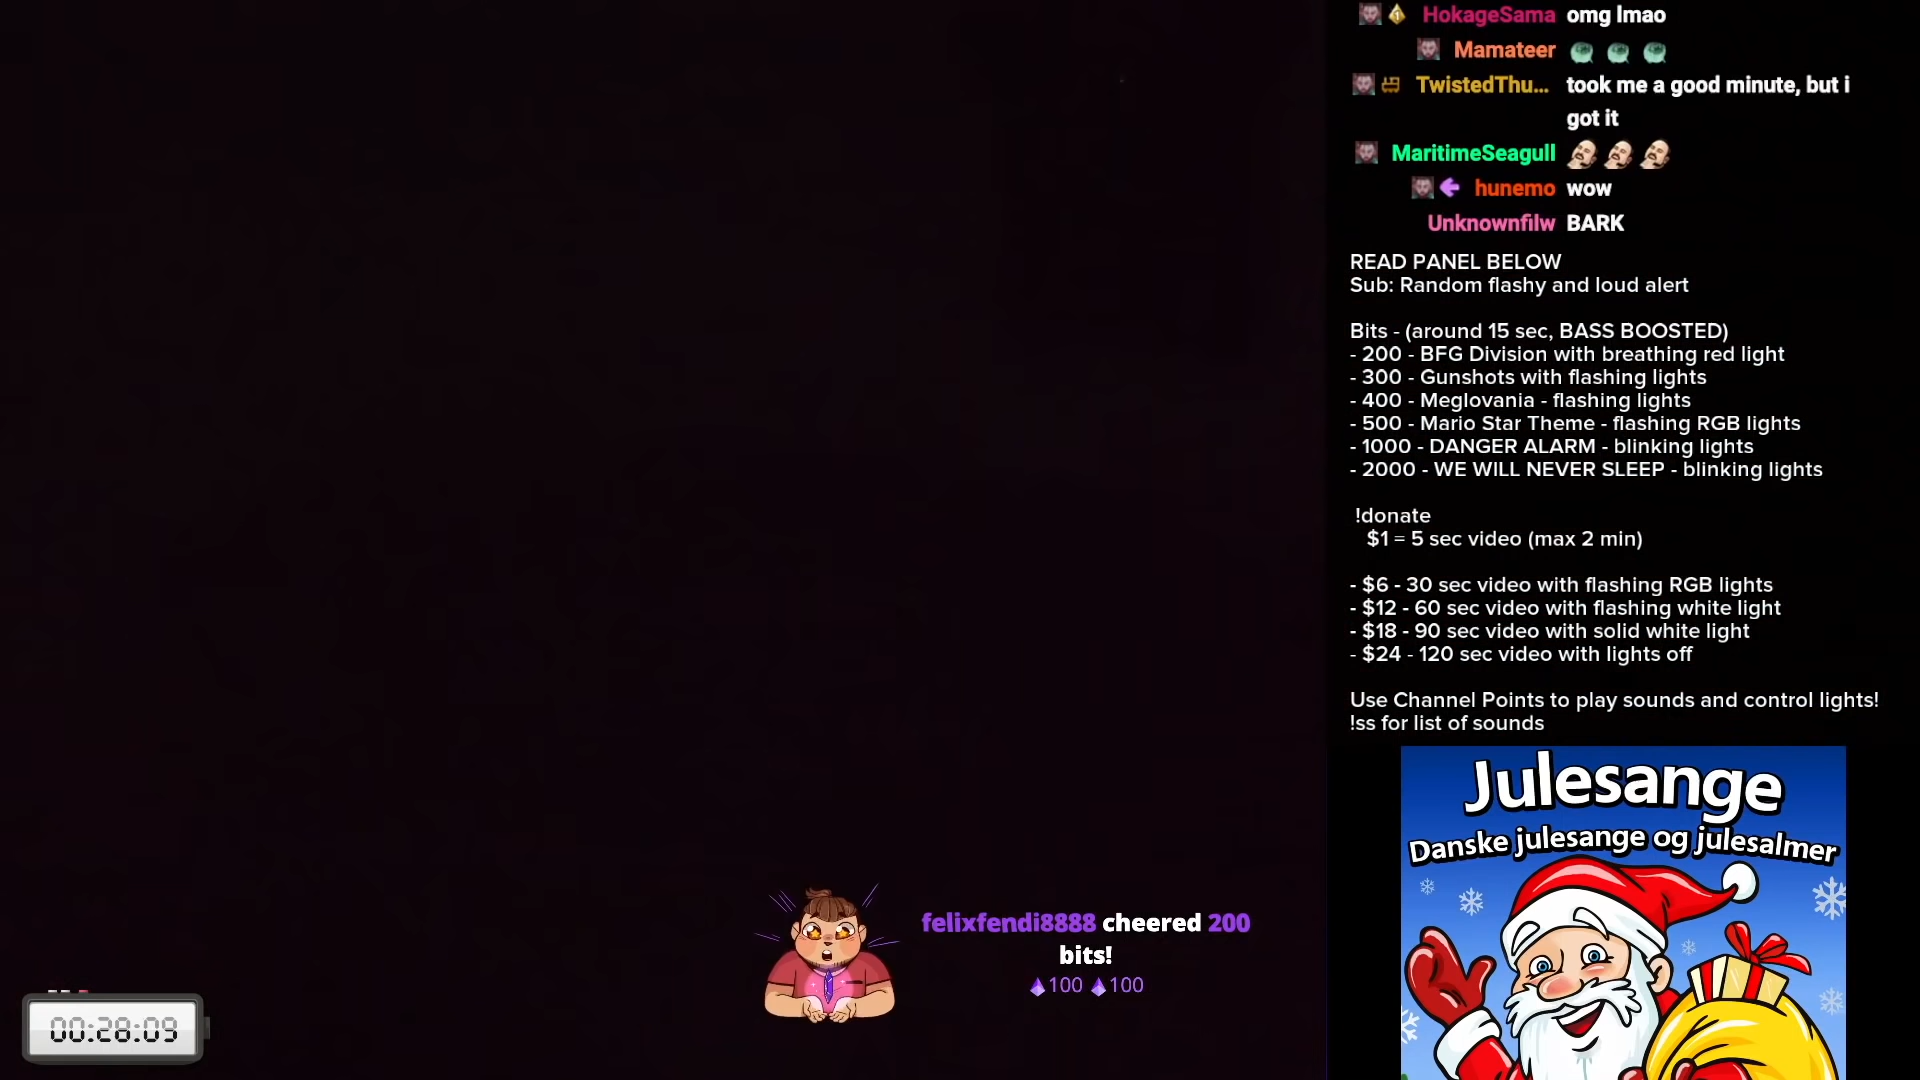 HokageSama omg lmao
Mamateer
TwistedThu... took me a good minute, but i
got it
MaritimeSeagull
hunemo wow
Unknownfilw BARK
READ PANEL BELOW
Sub: Random flashy and loud alert
Bits - (around 15 sec, BASS BOOSTED)
- 200 - BFG Division with breathing red light
- 300 - Gunshots with flashing lights
- 400 - Meglovania - flashing lights
- 500 - Mario Star Theme - flashing RGB lights
- 1000 - DANGER ALARM - blinking lights
- 2000 - WE WILL NEVER SLEEP - blinking lights
!donate
$1 = 5 sec video (max 2 min)
- $6 - 30 sec video with flashing RGB lights
- $12 - 60 sec video with flashing white light
- $18 - 90 sec video with solid white light
- $24 - 120 sec video with lights off
Use Channel Points to play sounds and control lights!
!ss for list of sounds
Julesange
Danske julesange og julesalmer
felixfendi8888 cheered 200
bits!
100 100
00:28:09